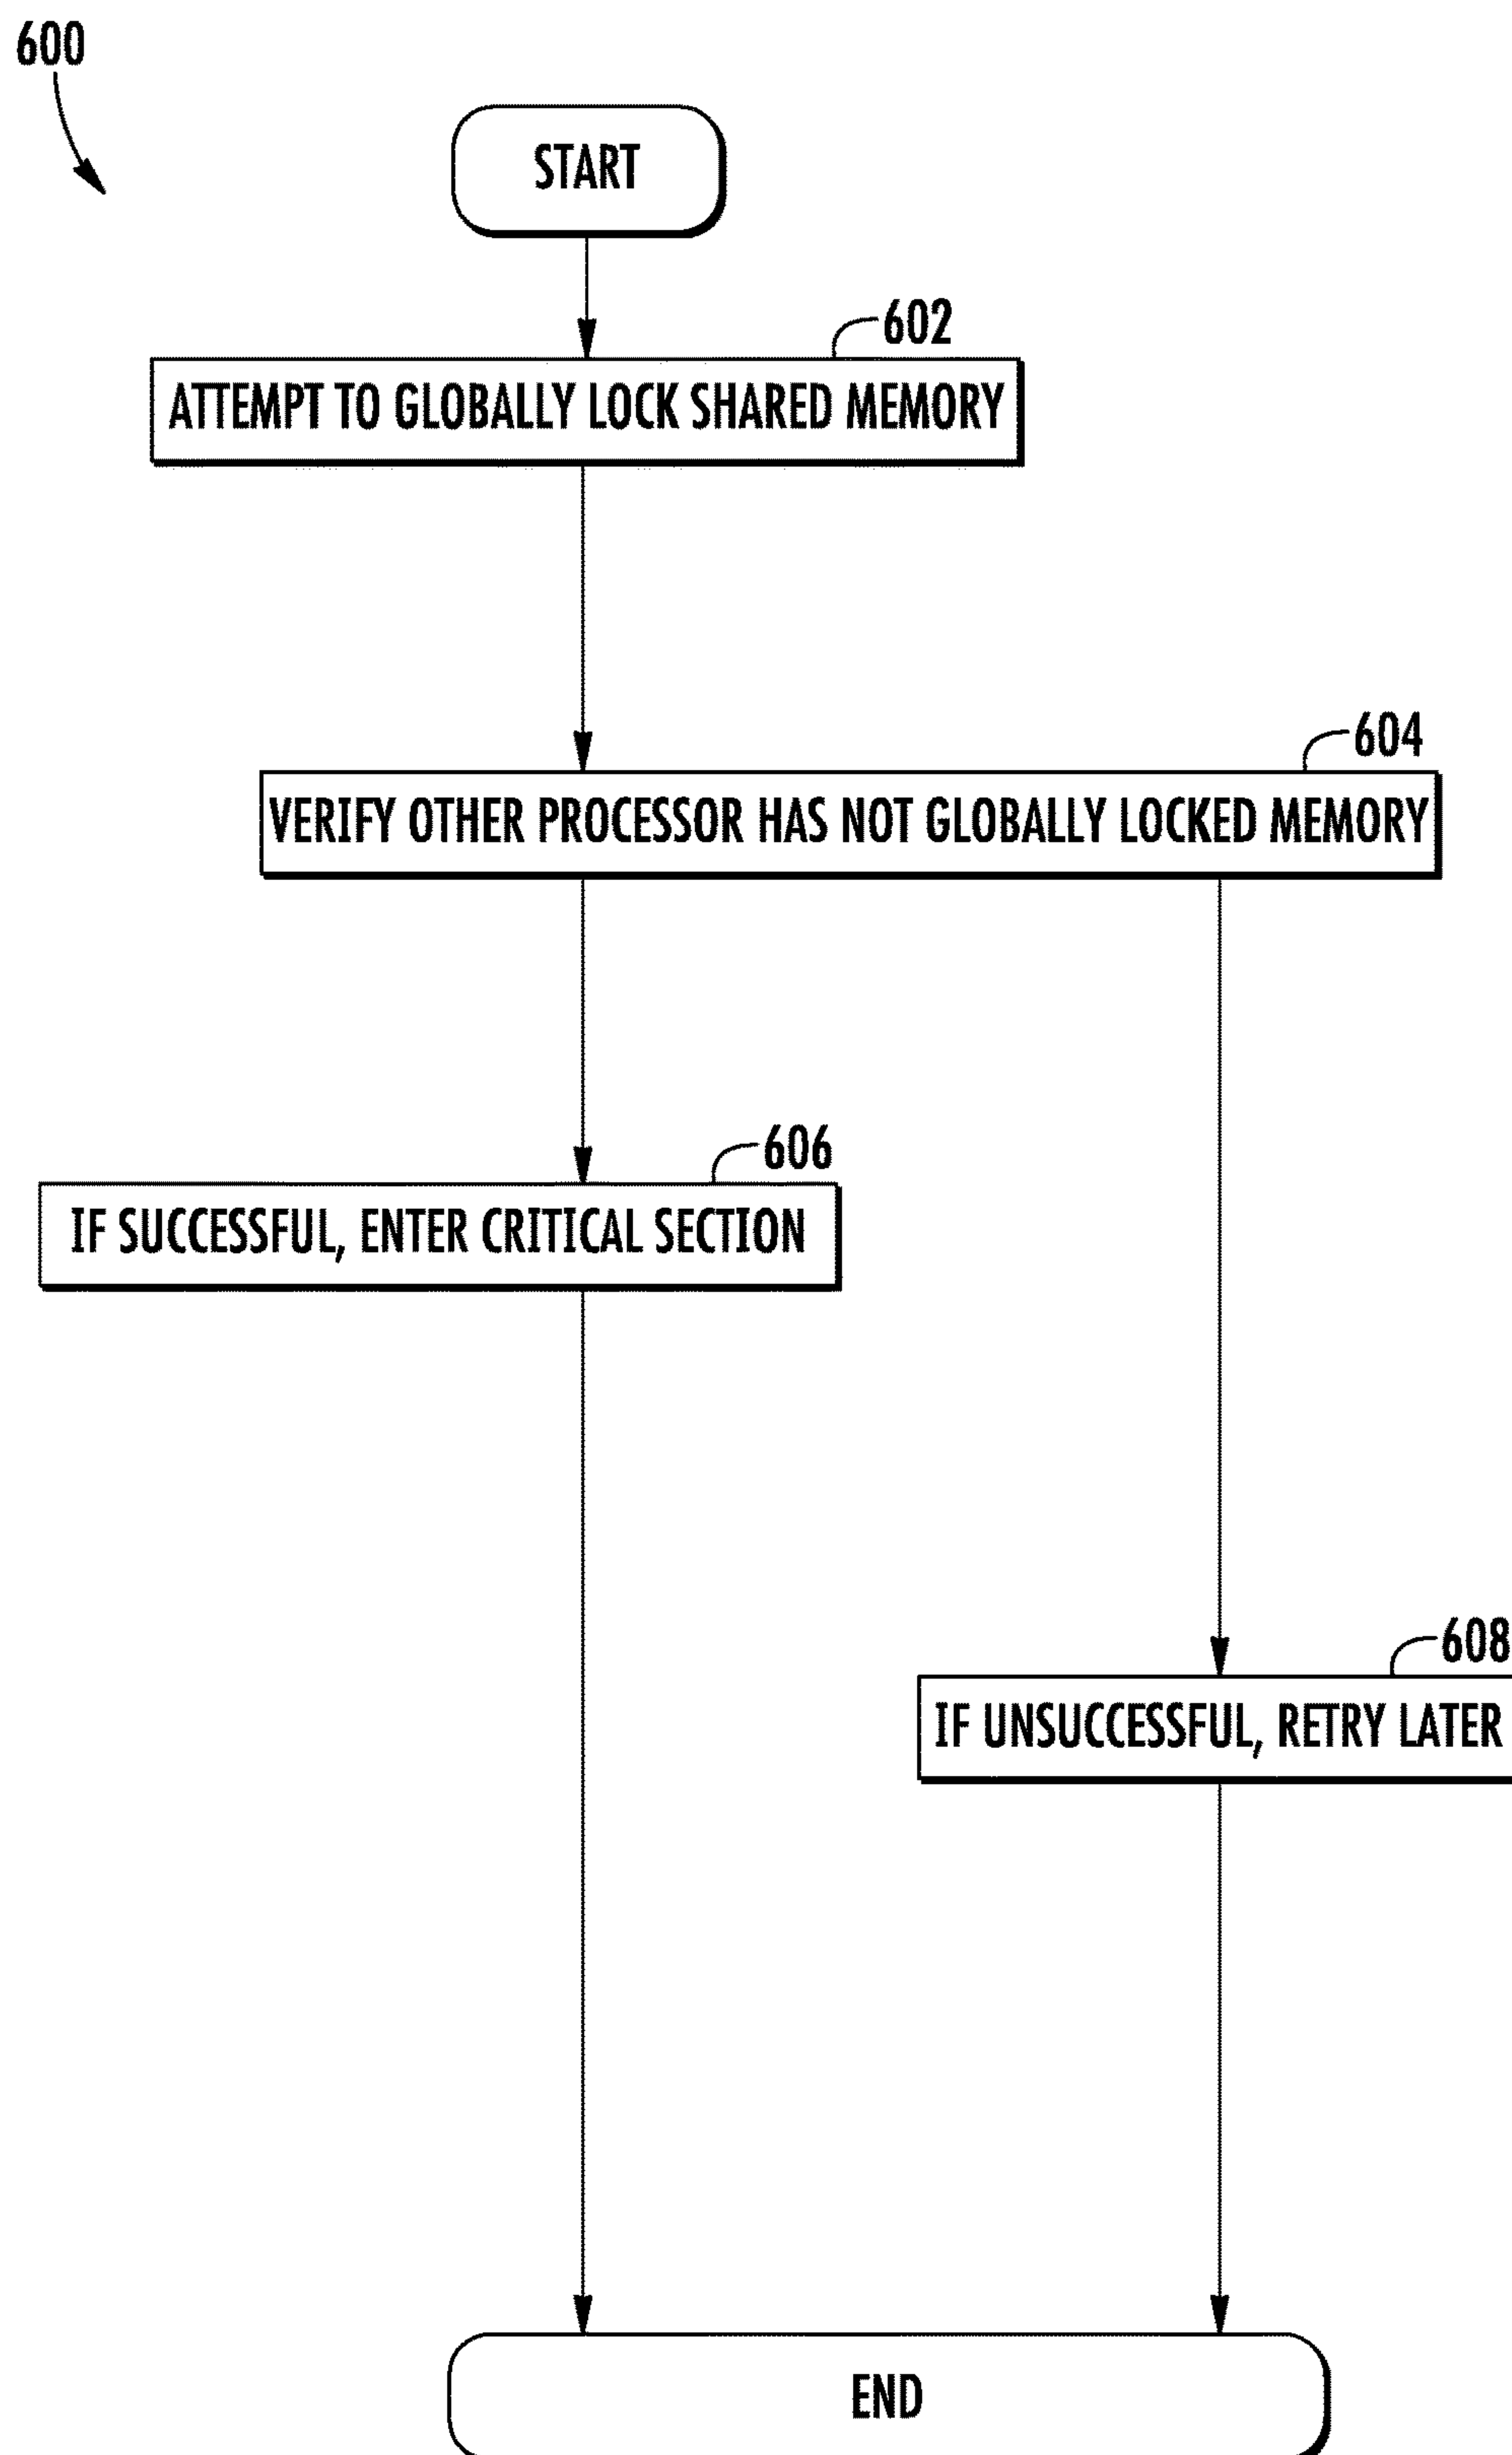 600
START
602
ATTEMPT TO GLOBALLY LOCK SHARED MEMORY
604
VERIFY OTHER PROCESSOR HAS NOT GLOBALLY LOCKED MEMORY
606
IF SUCCESSFUL, ENTER CRITICAL SECTION
608
IF UNSUCCESSFUL, RETRY LATER
END